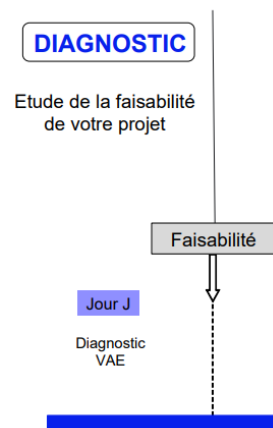 DIAGNOSTIC
Etude de la faisabilité
de votre projet
Faisabilité
Jour J
Diagnostic
VAE